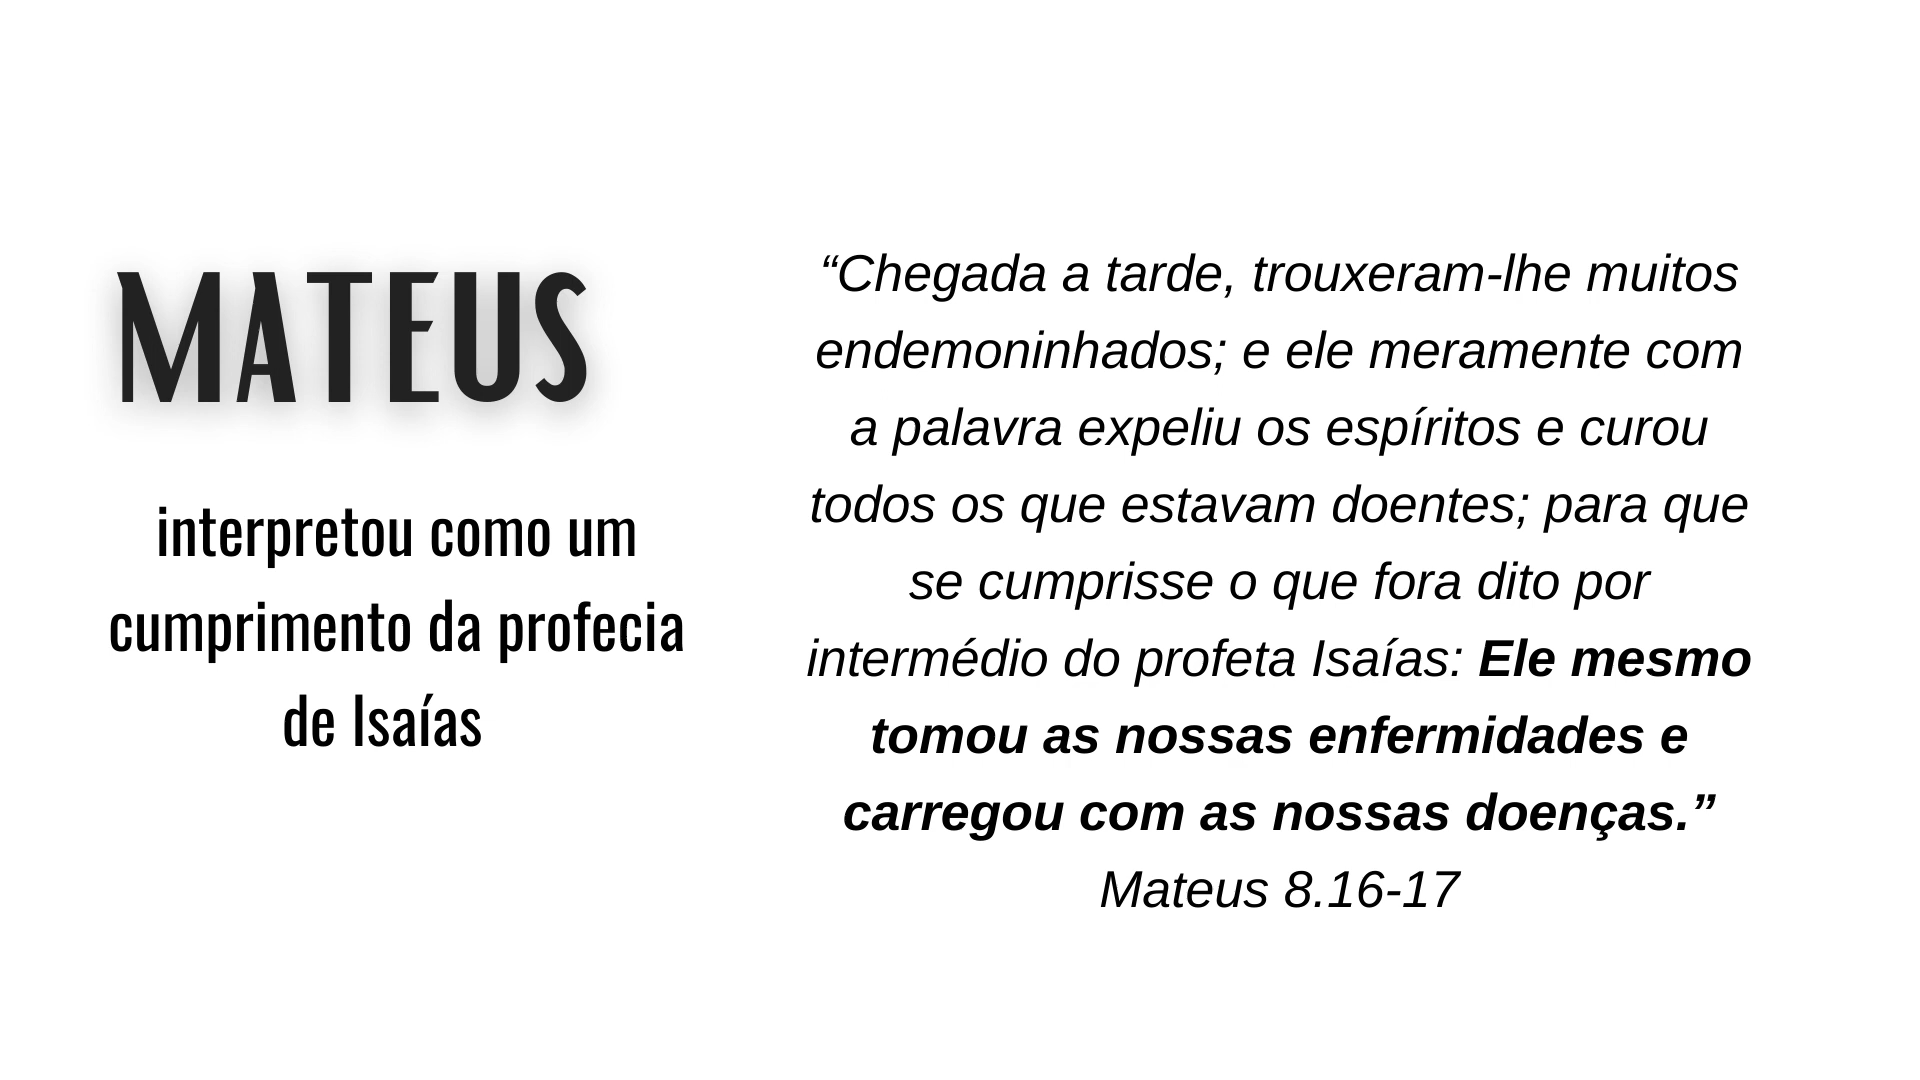 MATEUS
interpretou como um
cumprimento da profecia
de Isaías
“Chegada a tarde, trouxeram-lhe muitos
endemoninhados; e ele meramente com
a palavra expeliu os espíritos e curou
todos os que estavam doentes; para que
se cumprisse o que fora dito por
intermédio do profeta Isaías: Ele mesmo
tomou as nossas enfermidades e
carregou com as nossas doenças.”
Mateus 8.16-17